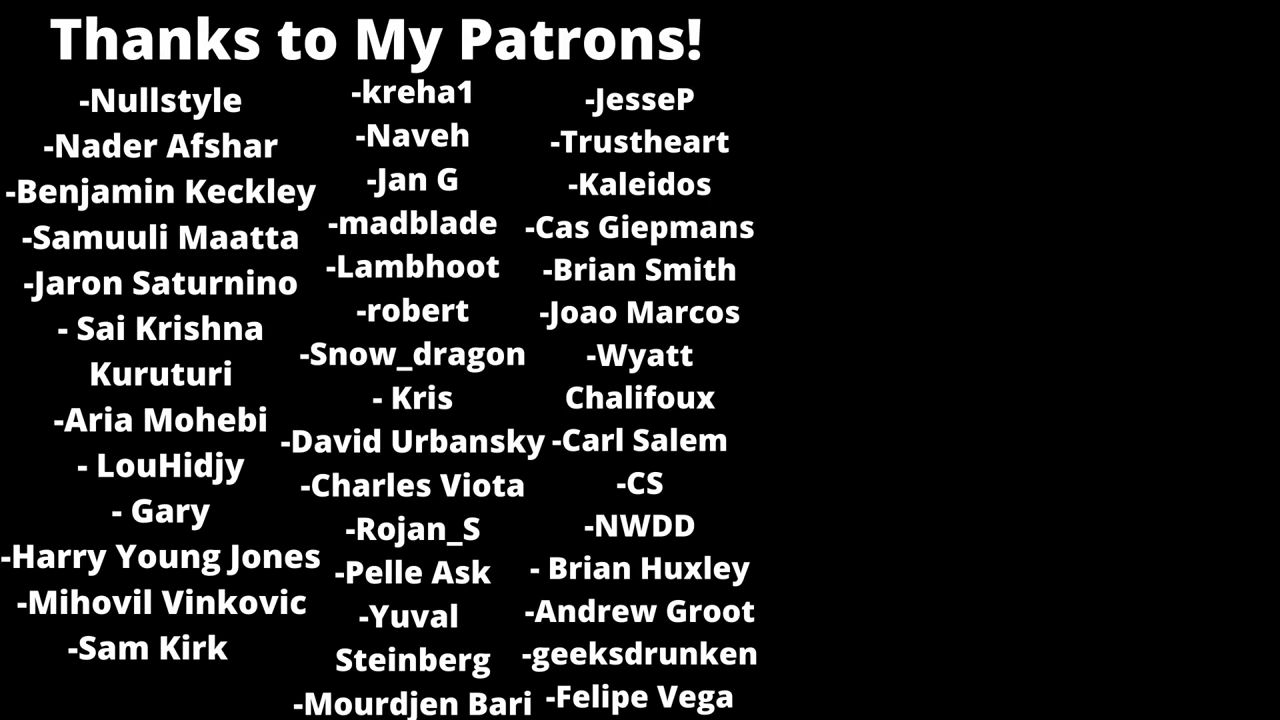 Thanks to My Patrons!
-Nullstyle
-Nader Afshar
-Benjamin Keckley
-Samuuli Maatta
-Jaron Saturnino
- Sai Krishna
Kuruturi
-Aria Mohebi
- LouHidjy
- Gary
-Harry Young Jones
-Mihovil Vinkovic
-Sam Kirk
-kreha1
-Naveh
-Jan G
-madblade
-Lambhoot
-robert
-Snow_dragon
- Kris
-David Urbansky
-Charles Viota
-Rojan_S
-Pelle Ask
-Yuval
Steinberg
-Mourdjen Bari
-JesseP
-Trustheart
-Kaleidos
-Cas Giepmans
-Brian Smith
-Joao Marcos
-Wyatt
Chalifoux
-Carl Salem
-CS
-NWDD
- Brian Huxley
-Andrew Groot
-geeksdrunken
-Felipe Vega